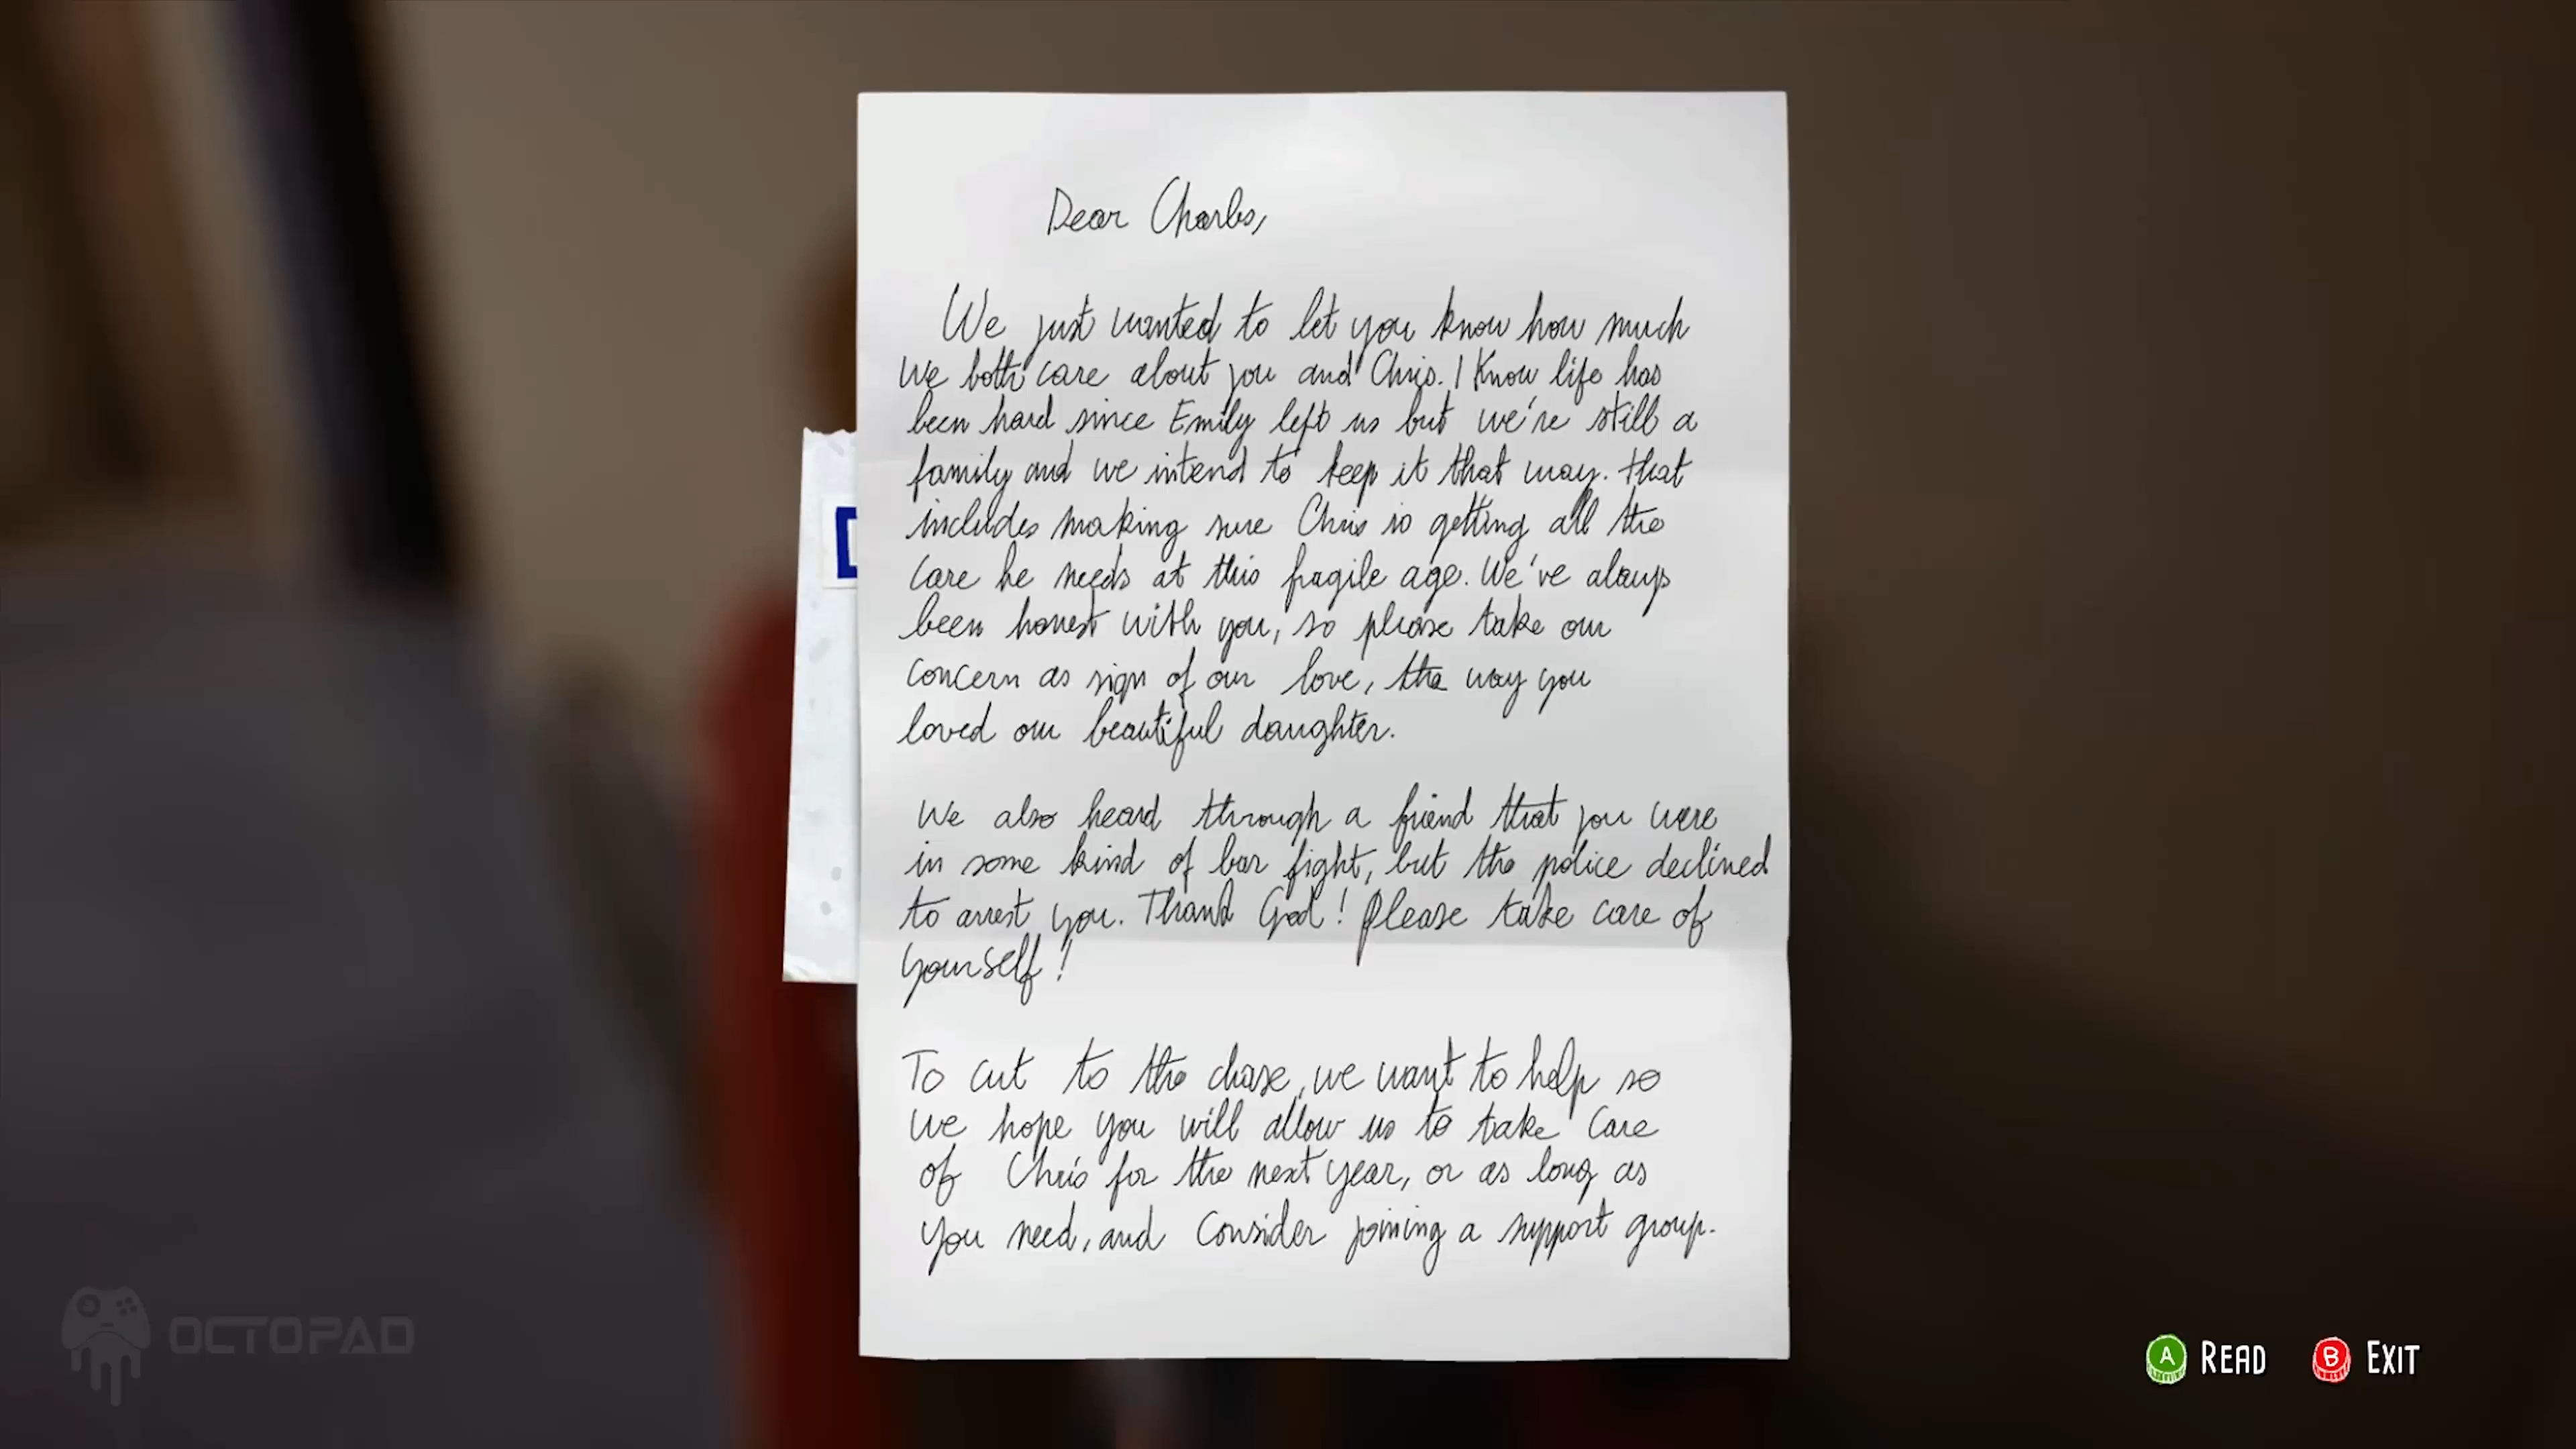 Dear Charles,
We just wanted to let you know how much
we both care about you and Chris. I Know life has
been hard since Emily left us but we're still a
family and we intend to keep it that way. that
includes making sure Chris is getting all the
care he needs at this fragile age. We've always
been honest with you, so please take our
concern as sign of our love, the way you
loved our beautiful daughter.
We also heard through a friend that you were
in some kind of bar fight, but the police declined
to arrest you. Thank God! Please take care of
yourself!
To cut to the chase, we want to help so
we hope you will allow us to take care
of Chris for the next year, or as long as
you need, and consider joining a support group.
OCTOPAD
A READ B EXIT